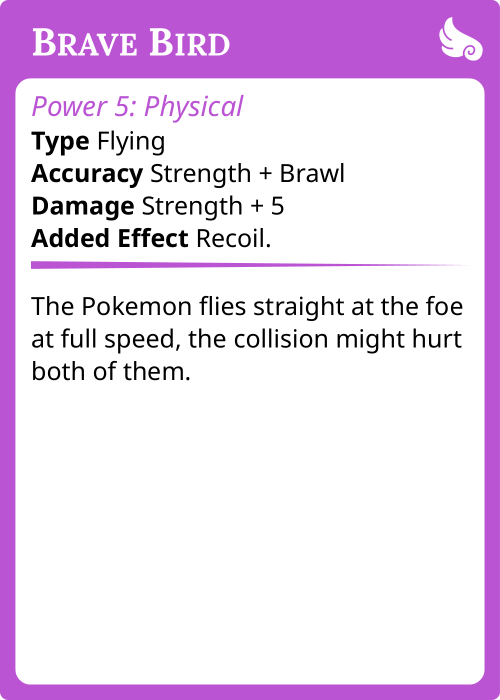 Brave Bird
Power 5: Physical
Type Flying
Accuracy Strength + Brawl
Damage Strength + 5
Added Effect Recoil.
The Pokemon flies straight at the foe
at full speed, the collision might hurt
both of them.